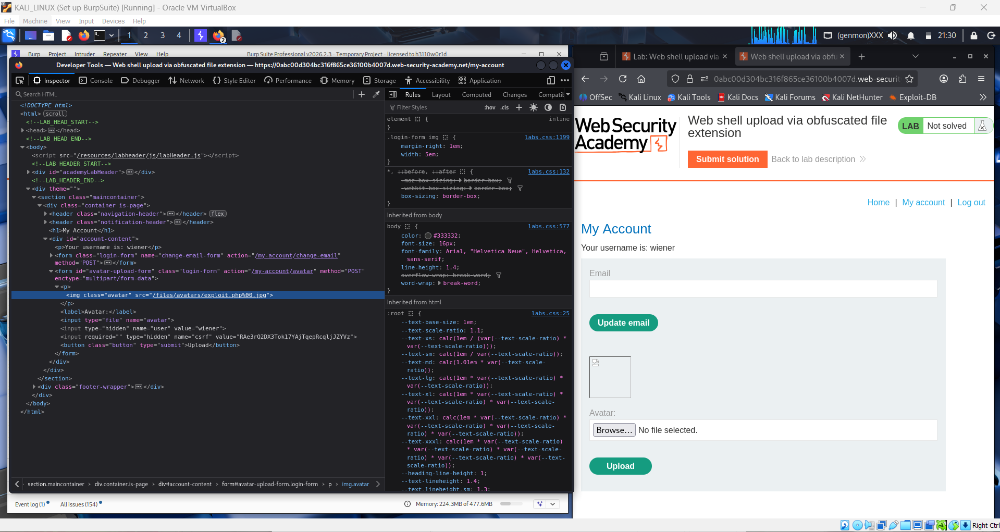 KALI_LINUX (Set up BurpSuite) [Running] - Oracle VM VirtualBox
File Machine View Input Devices Help
1 2 3 4 2 (genmon)XXX 21:30
Burp Project Intruder Repeater View Help Burp Suite Professional v2026.2.3 - Temporary Project - licensed to h3110w0r1d
Developer Tools — Web shell upload via obfuscated file extension — https://0abc00d304bc316f865ce36100b4007d.web-security-academy.net/my-account
Inspector Console Debugger Network Style Editor Performance Memory Storage Accessibility Application
Search HTML
<!DOCTYPE html>
<html> scroll
<!--LAB_HEAD_START-->
<head></head>
<!--LAB_HEAD_END-->
<body>
<script src="/resources/labheader/js/labHeader.js"></script>
<!--LAB_HEADER_START-->
<div id="academyLabHeader"></div>
<!--LAB_HEADER_END-->
<div theme="">
<section class="maincontainer">
<div class="container is-page">
<header class="navigation-header"></header> flex
<header class="notification-header"></header>
<h1>My Account</h1>
<div id="account-content">
<p>Your username is: wiener</p>
<form class="login-form" name="change-email-form" action="/my-account/change-email"
method="POST"></form>
<form id="avatar-upload-form" class="login-form" action="/my-account/avatar" method="POST"
enctype="multipart/form-data">
<p>
<img class="avatar" src="/files/avatars/exploit.php%00.jpg">
</p>
<label>Avatar:</label>
<input type="file" name="avatar">
<input type="hidden" name="user" value="wiener">
<input required="" type="hidden" name="csrf" value="RAe3rQ2DX3Tok17YAjTqepRcqljJZYVz">
<button class="button" type="submit">Upload</button>
</form>
</div>
</div>
</section>
<div class="footer-wrapper"></div>
</div>
</body>
</html>
section.maincontainer div.container.is-page div#account-content form#avatar-upload-form.login-form p img.avatar
Rules Layout Computed Changes Compatib
Filter Styles :hov .cls
element { inline
}
.login-form img { labs.css:1199
margin-right: 1em;
width: 5em;
}
*, ::before, ::after { labs.css:132
-moz-box-sizing: border-box;
-webkit-box-sizing: border-box;
box-sizing: border-box;
}
Inherited from body
body { labs.css:577
color: #333332;
font-size: 16px;
font-family: Arial, "Helvetica Neue", Helvetica,
sans-serif;
line-height: 1.4;
overflow-wrap: break-word;
word-wrap: break-word;
}
Inherited from html
:root { labs.css:25
--text-base-size: 1em;
--text-scale-ratio: 1.1;
--text-xs: calc(1em / (var(--text-scale-ratio) *
var(--text-scale-ratio)));
--text-sm: calc(1em / var(--text-scale-ratio));
--text-md: calc(1.01em * var(--text-scale-
ratio));
--text-lg: calc(1em * var(--text-scale-ratio) *
var(--text-scale-ratio));
--text-xl: calc(1em * var(--text-scale-ratio) *
var(--text-scale-ratio) * var(--text-scale-
ratio));
--text-xxl: calc(1em * var(--text-scale-ratio) *
var(--text-scale-ratio) * var(--text-scale-
ratio) * var(--text-scale-ratio));
--text-xxxl: calc(1em * var(--text-scale-ratio)
* var(--text-scale-ratio) * var(--text-scale-
ratio) * var(--text-scale-ratio) * var(--text-
scale-ratio));
--heading-line-height: 1;
--text-lineheight: 1.4;
--text-lineheight-sm: 1.3;
Event log (1) All issues (154) Memory: 224.3MB of 477.6MB
Lab: Web shell upload via Web shell upload via obfu
0abc00d304bc316f865ce36100b4007d.web-securit
OffSec Kali Linux Kali Tools Kali Docs Kali Forums Kali NetHunter Exploit-DB
WebSecurity
Academy
Web shell upload via obfuscated file
extension
LAB Not solved
Submit solution Back to lab description
Home | My account | Log out
My Account
Your username is: wiener
Email
Update email
Avatar:
Browse... No file selected.
Upload
Right Ctrl